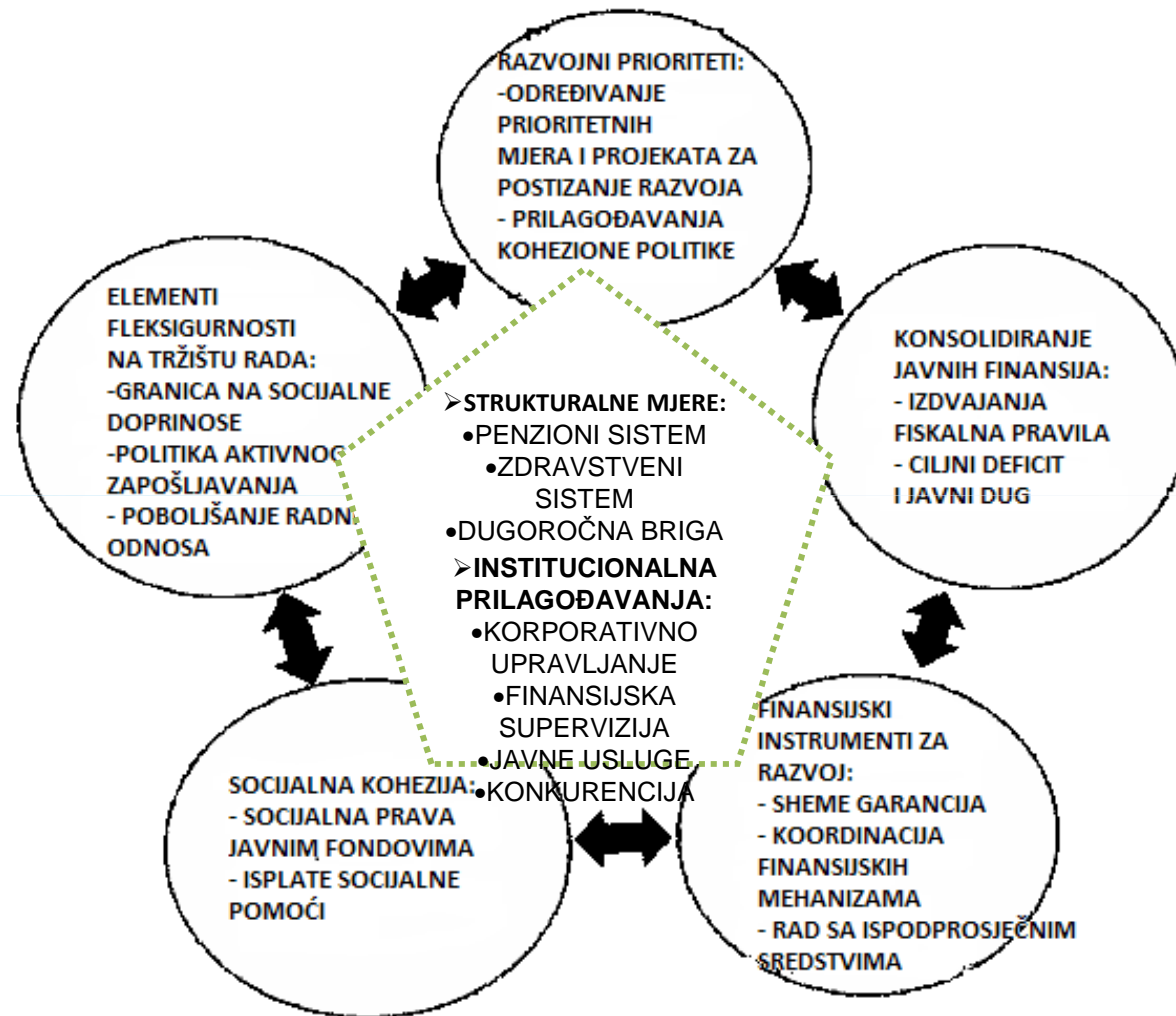 RAZVOJNI PRIORITETI:
-ODREĐIVANJE
PRIORITETNIH
MJERA I PROJEKATA ZA
POSTIZANJE RAZVOJA
- PRILAGOĐAVANJA
KOHEZIONE POLITIKE
ELEMENTI
FLEKSIGURNOSTI
NA TRŽIŠTU RADA:
-GRANICA NA SOCIJALNE
DOPRINOSE
-POLITIKA AKTIVNOG
ZAPOŠLJAVANJA
- POBOLJŠANJE RADNI
ODNOSA
KONSOLIDIRANJE
JAVNIH FINANSIJA:
- IZDVAJANJA
FISKALNA PRAVILA
- CILJNI DEFICIT
I JAVNI DUG
➢STRUKTURALNE MJERE:
•PENZIONI SISTEM
•ZDRAVSTVENI
SISTEM
•DUGOROČNA BRIGA
➢INSTITUCIONALNA
PRILAGOĐAVANJA:
•KORPORATIVNO
UPRAVLJANJE
•FINANSIJSKA
SUPERVIZIJA
•JAVNE USLUGE
•KONKURENCIJA
SOCIJALNA KOHEZIJA:
- SOCIJALNA PRAVA
JAVNIM FONDOVIMA
- ISPLATE SOCIJALNE
POMOĆI
FINANSIJSKI
INSTRUMENTI ZA
RAZVOJ:
- SHEME GARANCIJA
- KOORDINACIJA
FINANSIJSKIH
MEHANIZAMA
- RAD SA ISPODPROSJEČNIM
SREDSTVIMA